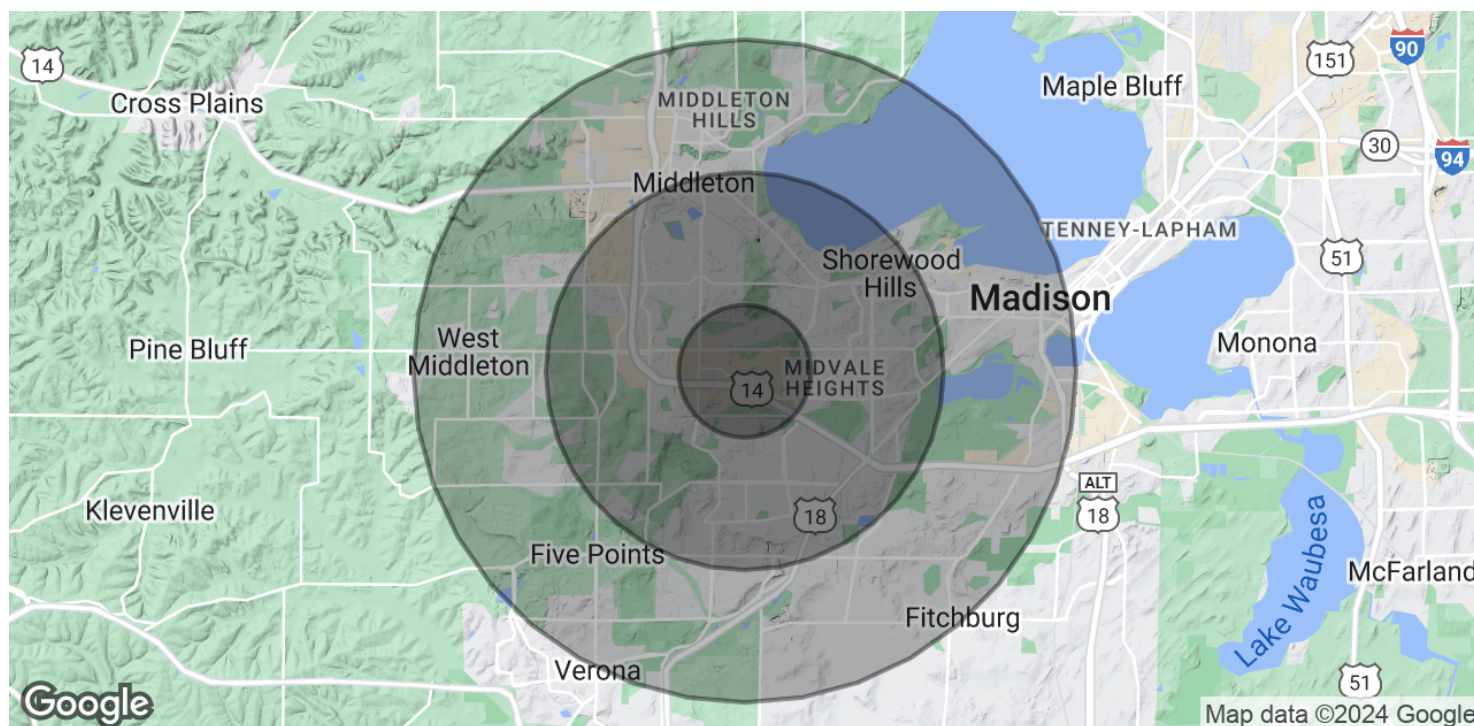 14
90
151
Maple Bluff
Cross Plains
MIDDLETON
HILLS
30
94
Middleton
TENNEY-LAPHAM
51
Shorewood
Hills
Madison
West
Middleton
Pine Bluff
Monona
MIDVALE
HEIGHTS
14
ALT
18
Klevenville
18
Five Points
Lake Waubesa
McFarland
Fitchburg
Verona
51
Google
Map data ©2024 Google